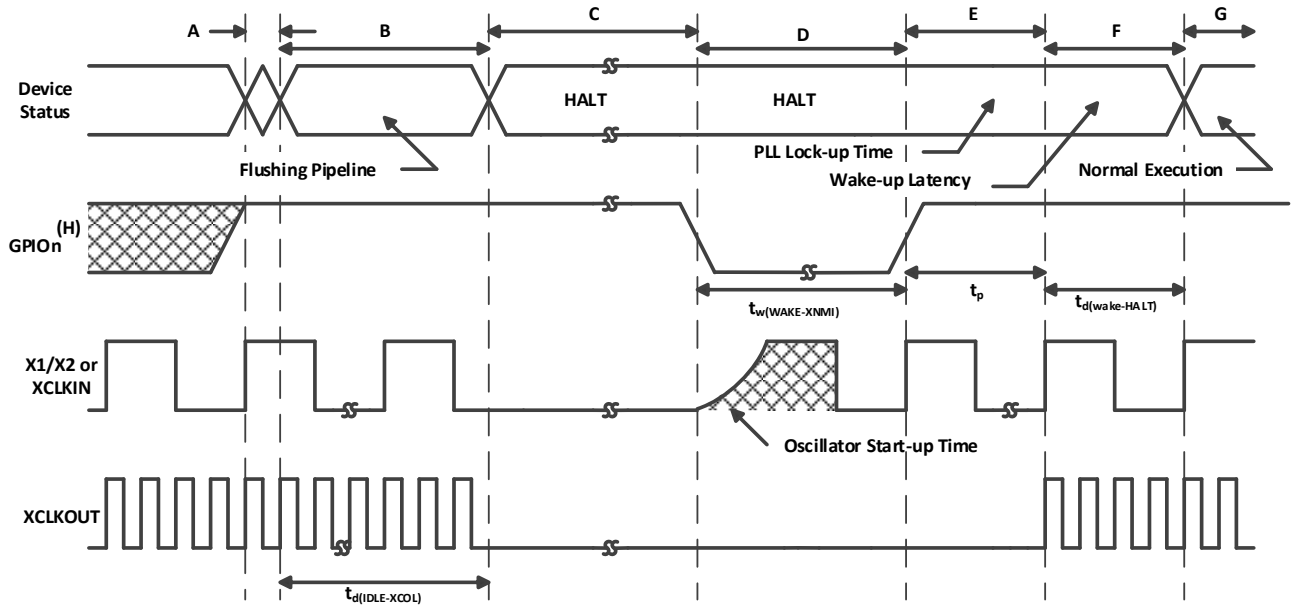 A
B
C
D
E
F
G
Device
Status
HALT
HALT
Flushing Pipeline
PLL Lock-up Time
Wake-up Latency
Normal Execution
(H)
GPIOn
tw(WAKE-XNMI)
tp
td(wake-HALT)
X1/X2 or
XCLKIN
Oscillator Start-up Time
XCLKOUT
td(IDLE-XCOL)